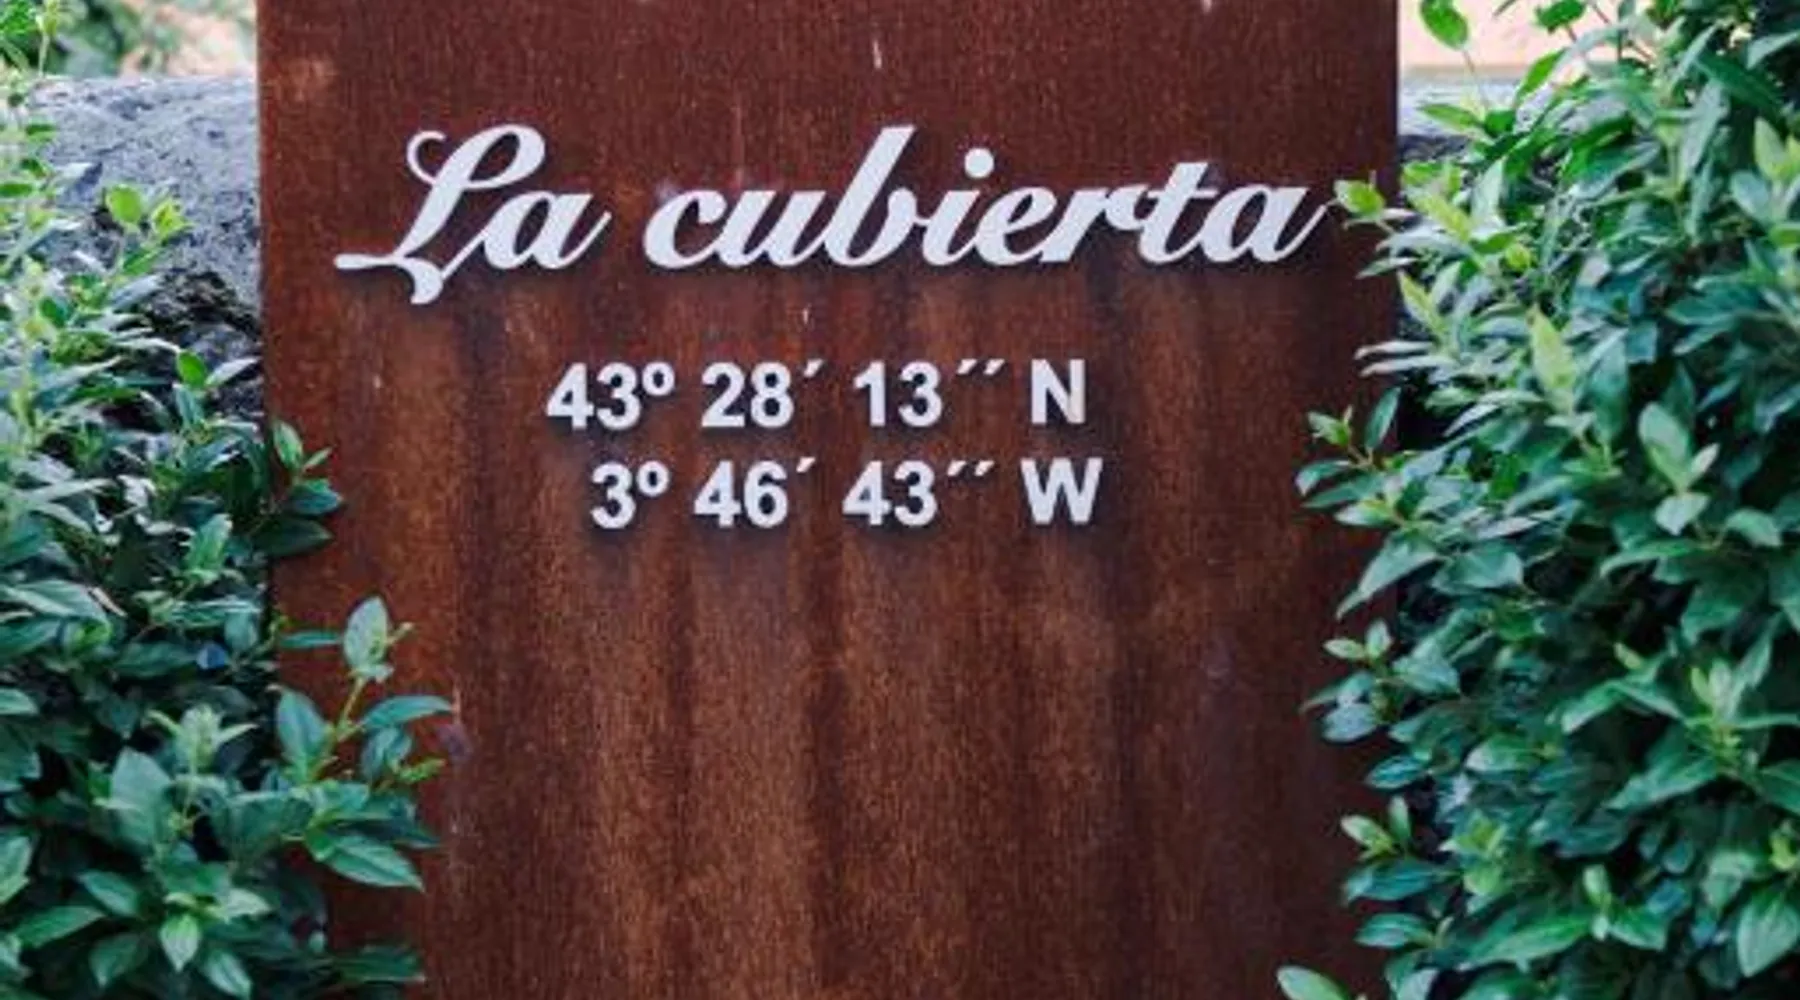 La cubierta
43º 28´ 13´´ N
3º 46´ 43´´ W